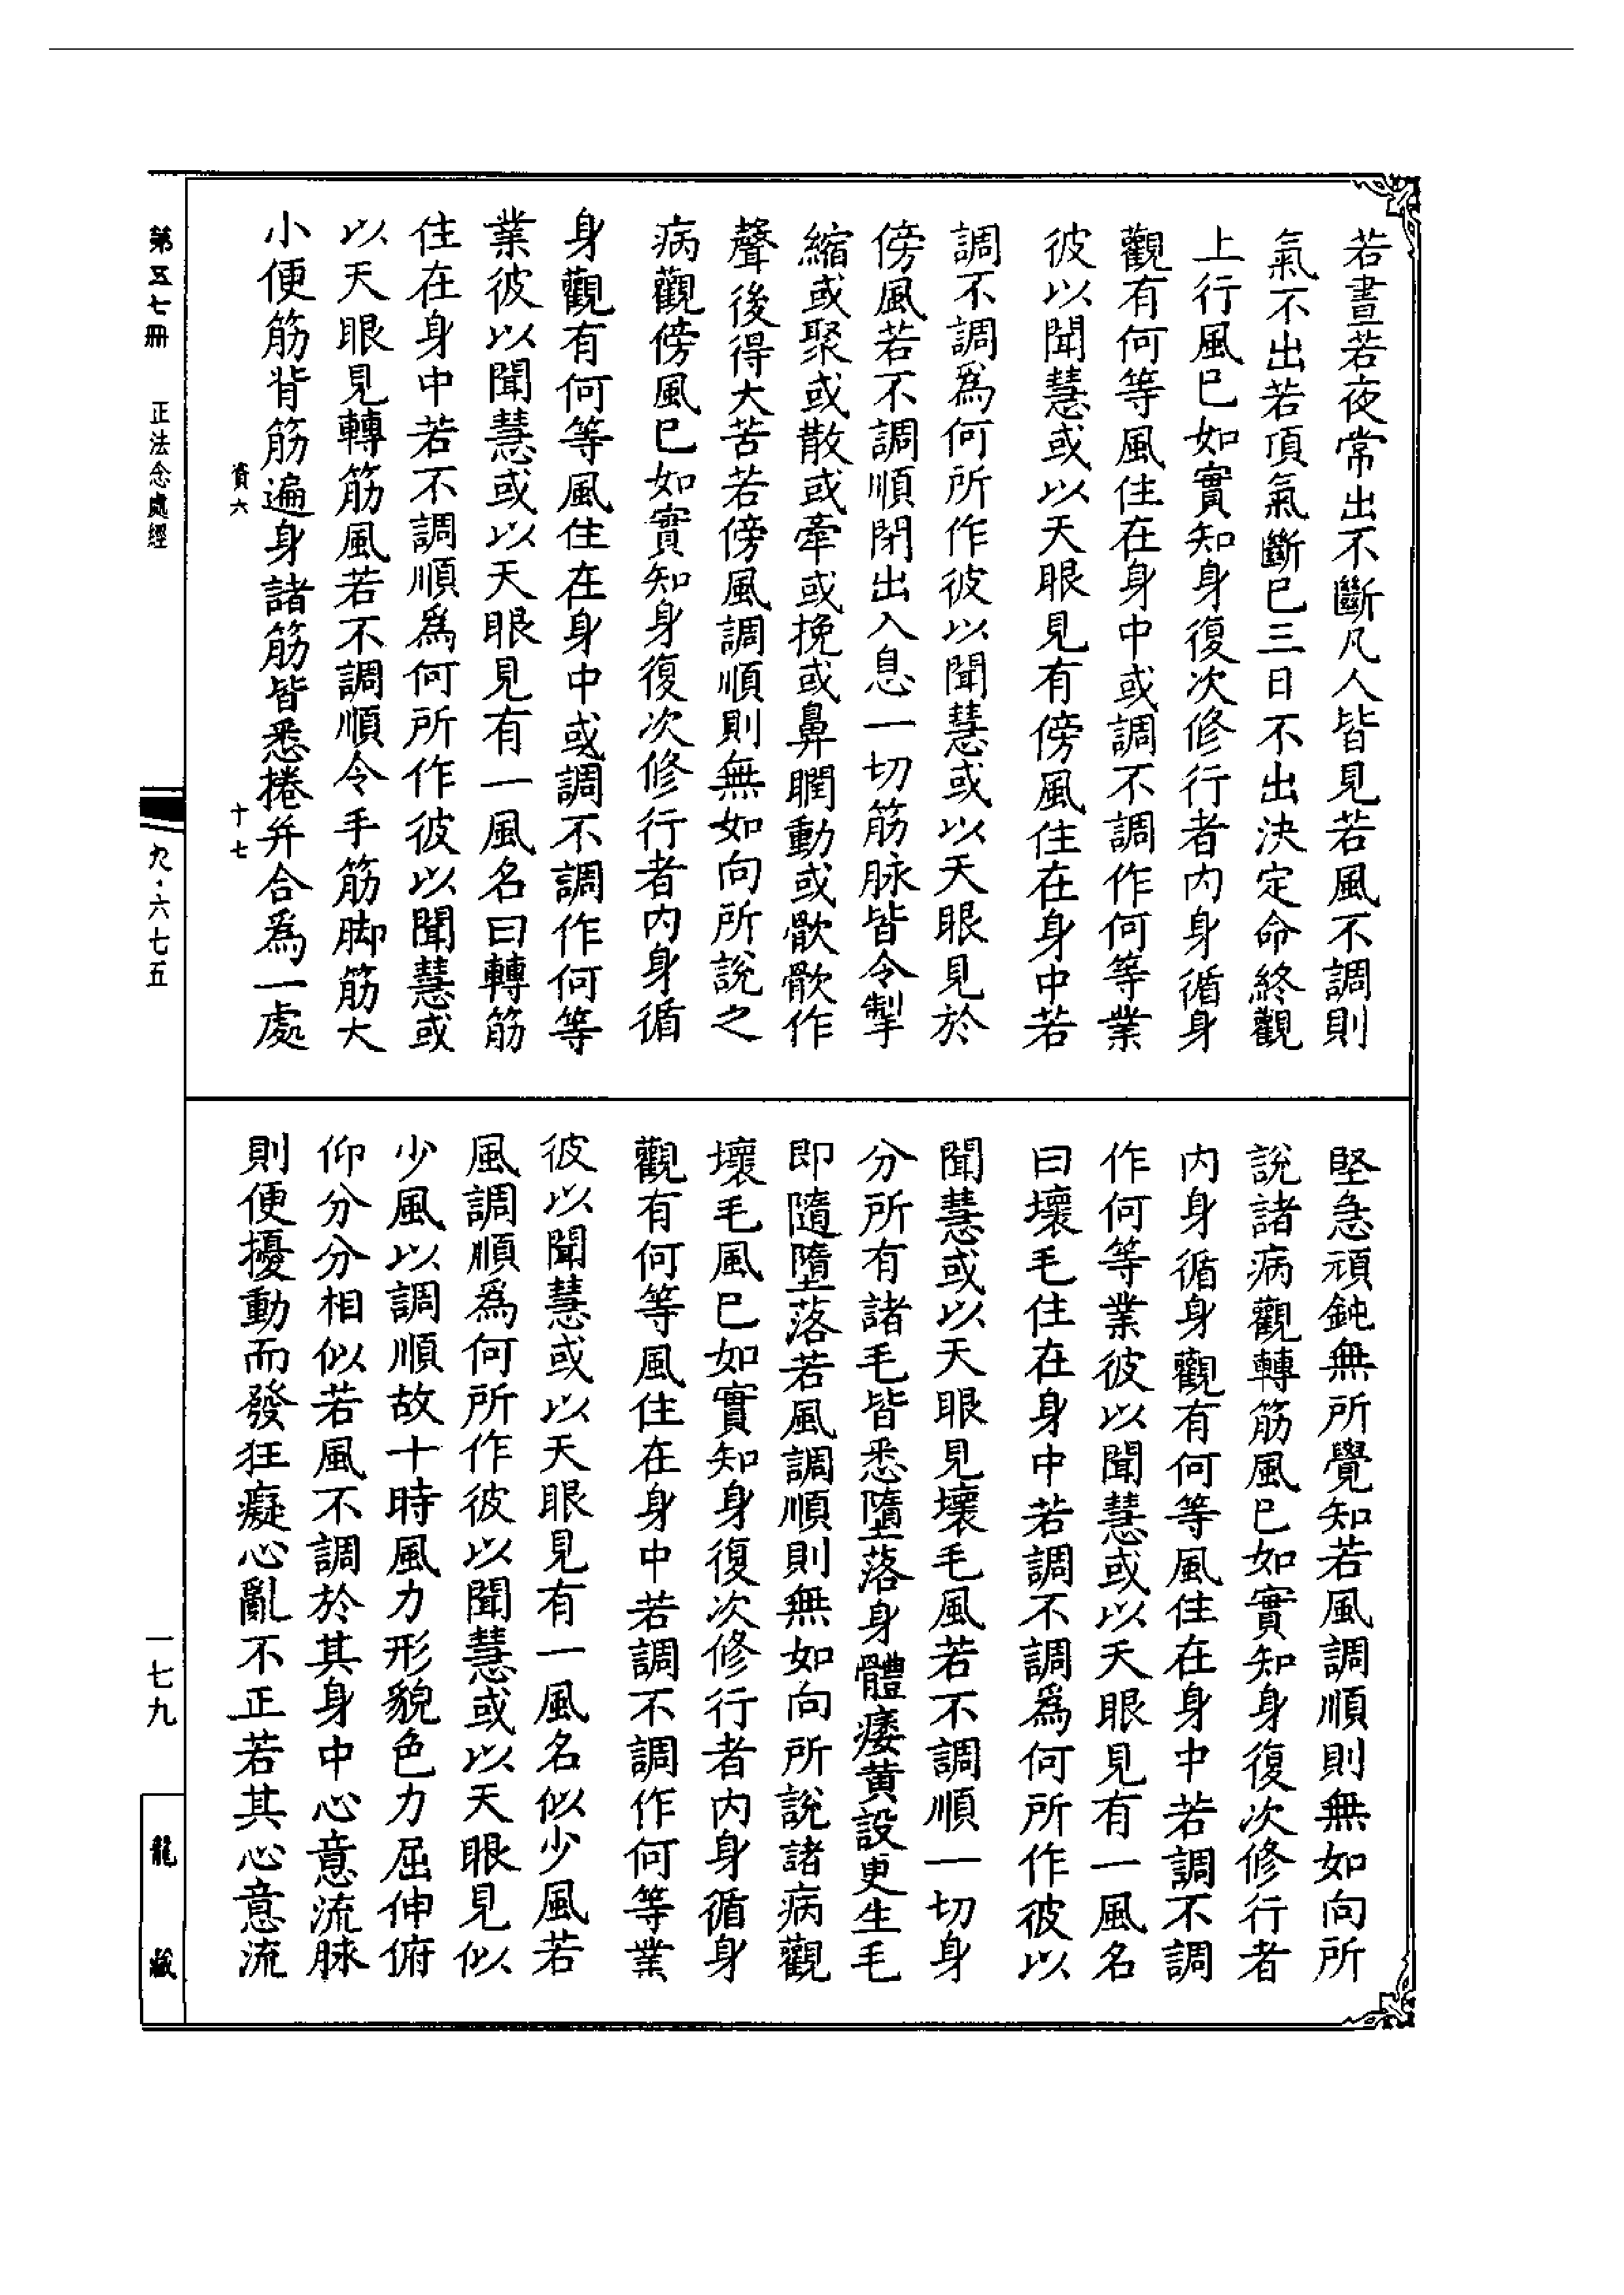 若晝若夜常出不斷凡人皆見若風不調則
氣不出若頂氣斷已三日不出決定命終觀
上行風已如實知身復次修行者內身循身
觀有何等風住在身中或調不調作何等業
彼以聞慧或以天眼見有傍風住在身中若
調不調為何所作彼以聞慧或以天眼見於
傍風若不調順閉出入息一切筋脉皆令掣
縮或聚或散或牽或挽或鼻瞤動或歕歕作
聲後得大苦若傍風調順則無如向所說之
病觀傍風已如實知身復次修行者內身循
身觀有何等風住在身中或調不調作何等
業彼以聞慧或以天眼見有一風名曰轉筋
住在身中若不調順為何所作彼以聞慧或
以天眼見轉筋風若不調順令手筋脚筋大
小便筋背筋遍身諸筋皆悉捲弁合為一處
資六
十七
堅急頑鈍無所覺知若風調順則無如向所
說諸病觀轉筋風已如實知身復次修行者
內身循身觀有何等風住在身中若調不調
作何等業彼以聞慧或以天眼見有一風名
曰壞毛住在身中若調不調為何所作彼以
聞慧或以天眼見壞毛風若不調順一切身
分所有諸毛皆悉墮落身體痿黄設更生毛
即隨墮落若風調順則無如向所說諸病觀
壞毛風已如實知身復次修行者內身循身
觀有何等風住在身中若調不調作何等業
彼以聞慧或以天眼見有一風名似少風若
風調順為何所作彼以聞慧或以天眼見似
少風以調順故十時風力形貌色力屈伸俯
仰分分相似若風不調於其身中心意流脉
則便擾動而發狂癡心亂不正若其心意流
第五七冊
正法念處經
九·六七五
一七九
龍藏